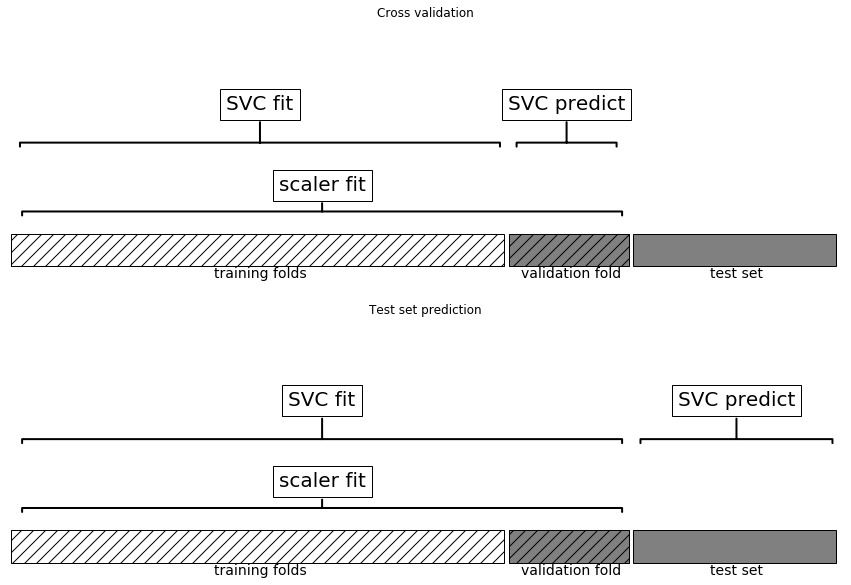 Cross validation
SVC fit
SVC predict
scaler fit
training folds
validation fold
test set
Test set prediction
SVC fit
SVC predict
scaler fit
training folds
validation fold
test set